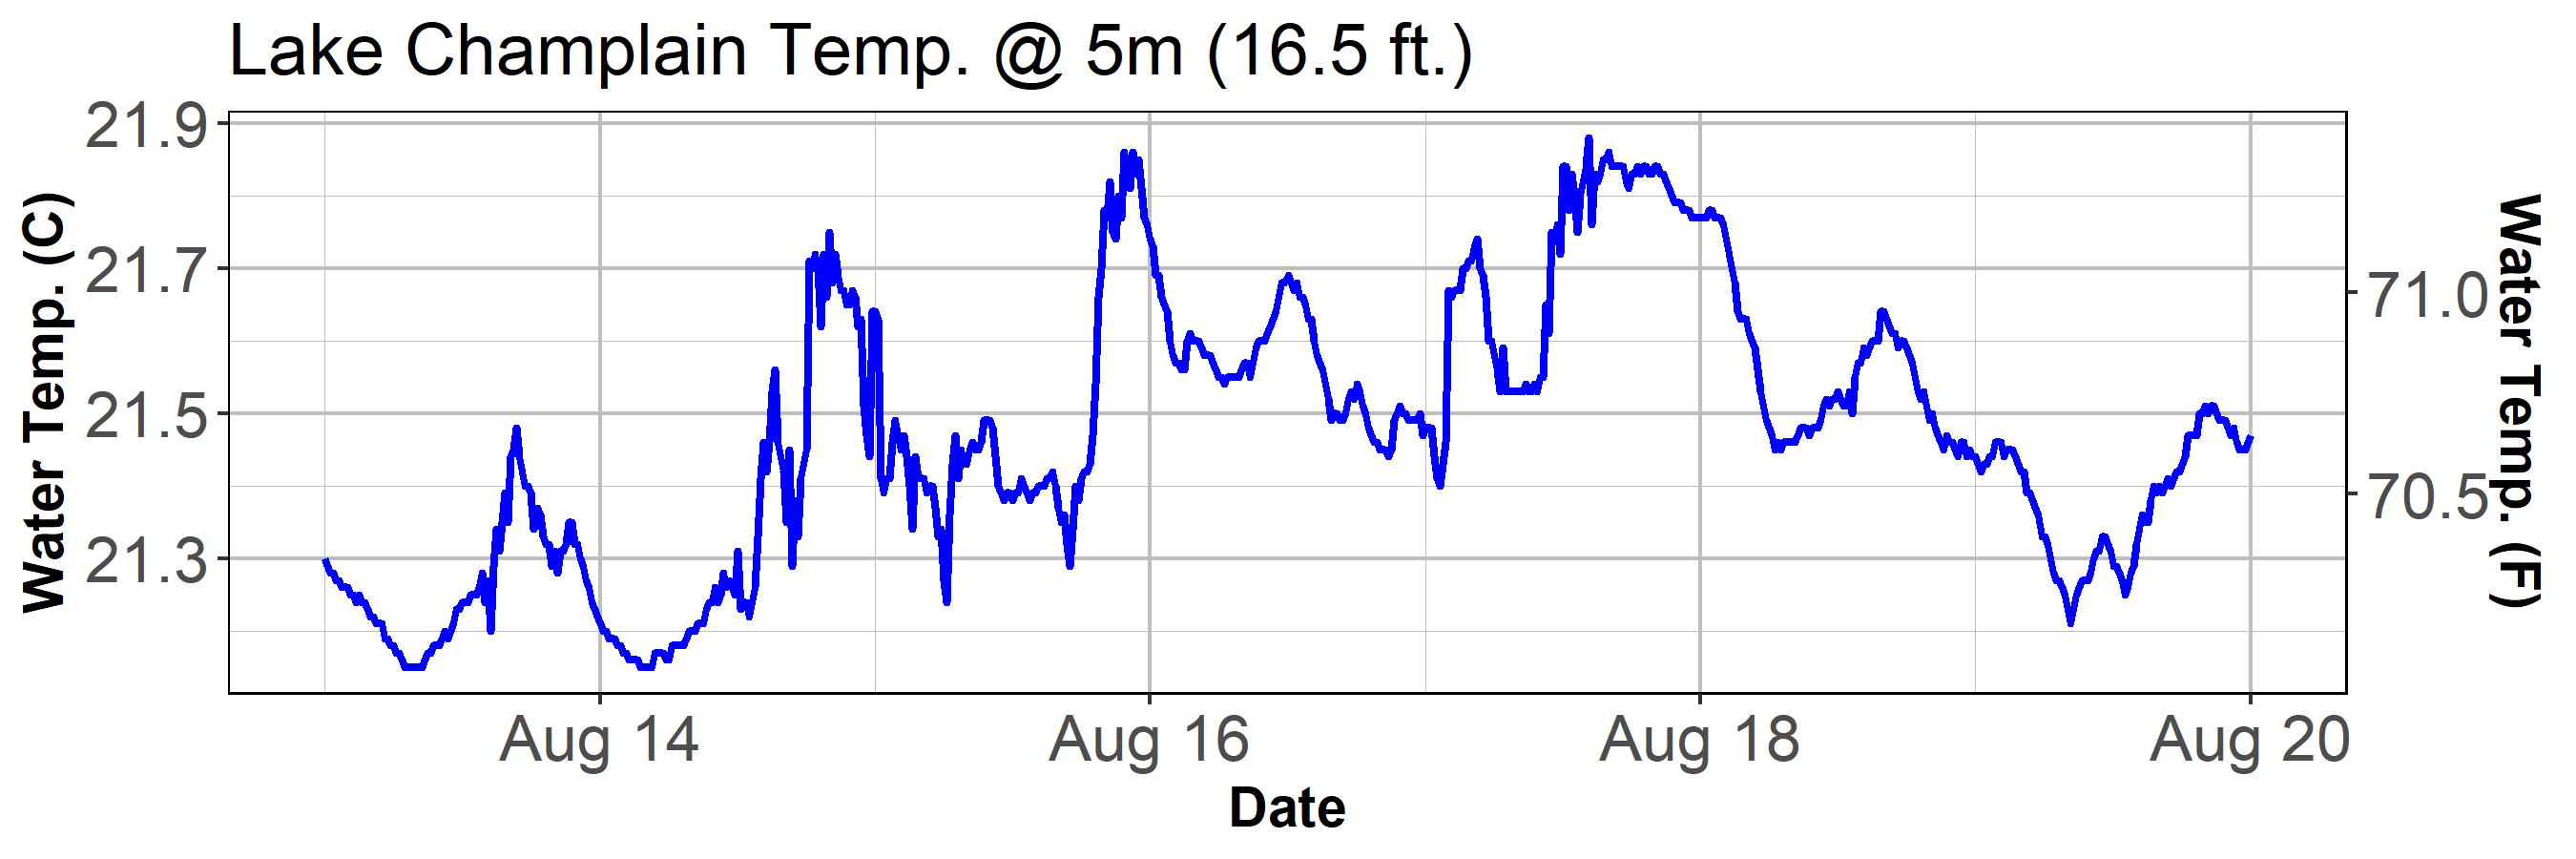 Lake Champlain Temp. @ 5m (16.5 ft.)
Water Temp. (C)
21.9
21.7
21.5
21.3
71.0
70.5
Water Temp. (F)
Aug 14
Aug 16
Aug 18
Aug 20
Date